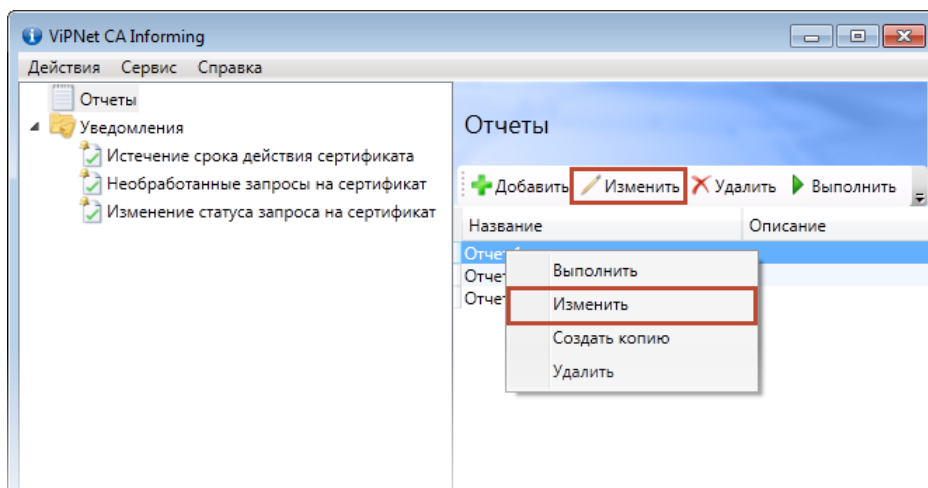 ViPNet CA Informing
Действия Сервис Справка
Отчеты
Уведомления
Истечение срока действия сертификата
Необработанные запросы на сертификат
Изменение статуса запроса на сертификат
Отчеты
Добавить Изменить Удалить Выполнить
Название Описание
Выполнить
Изменить
Создать копию
Удалить